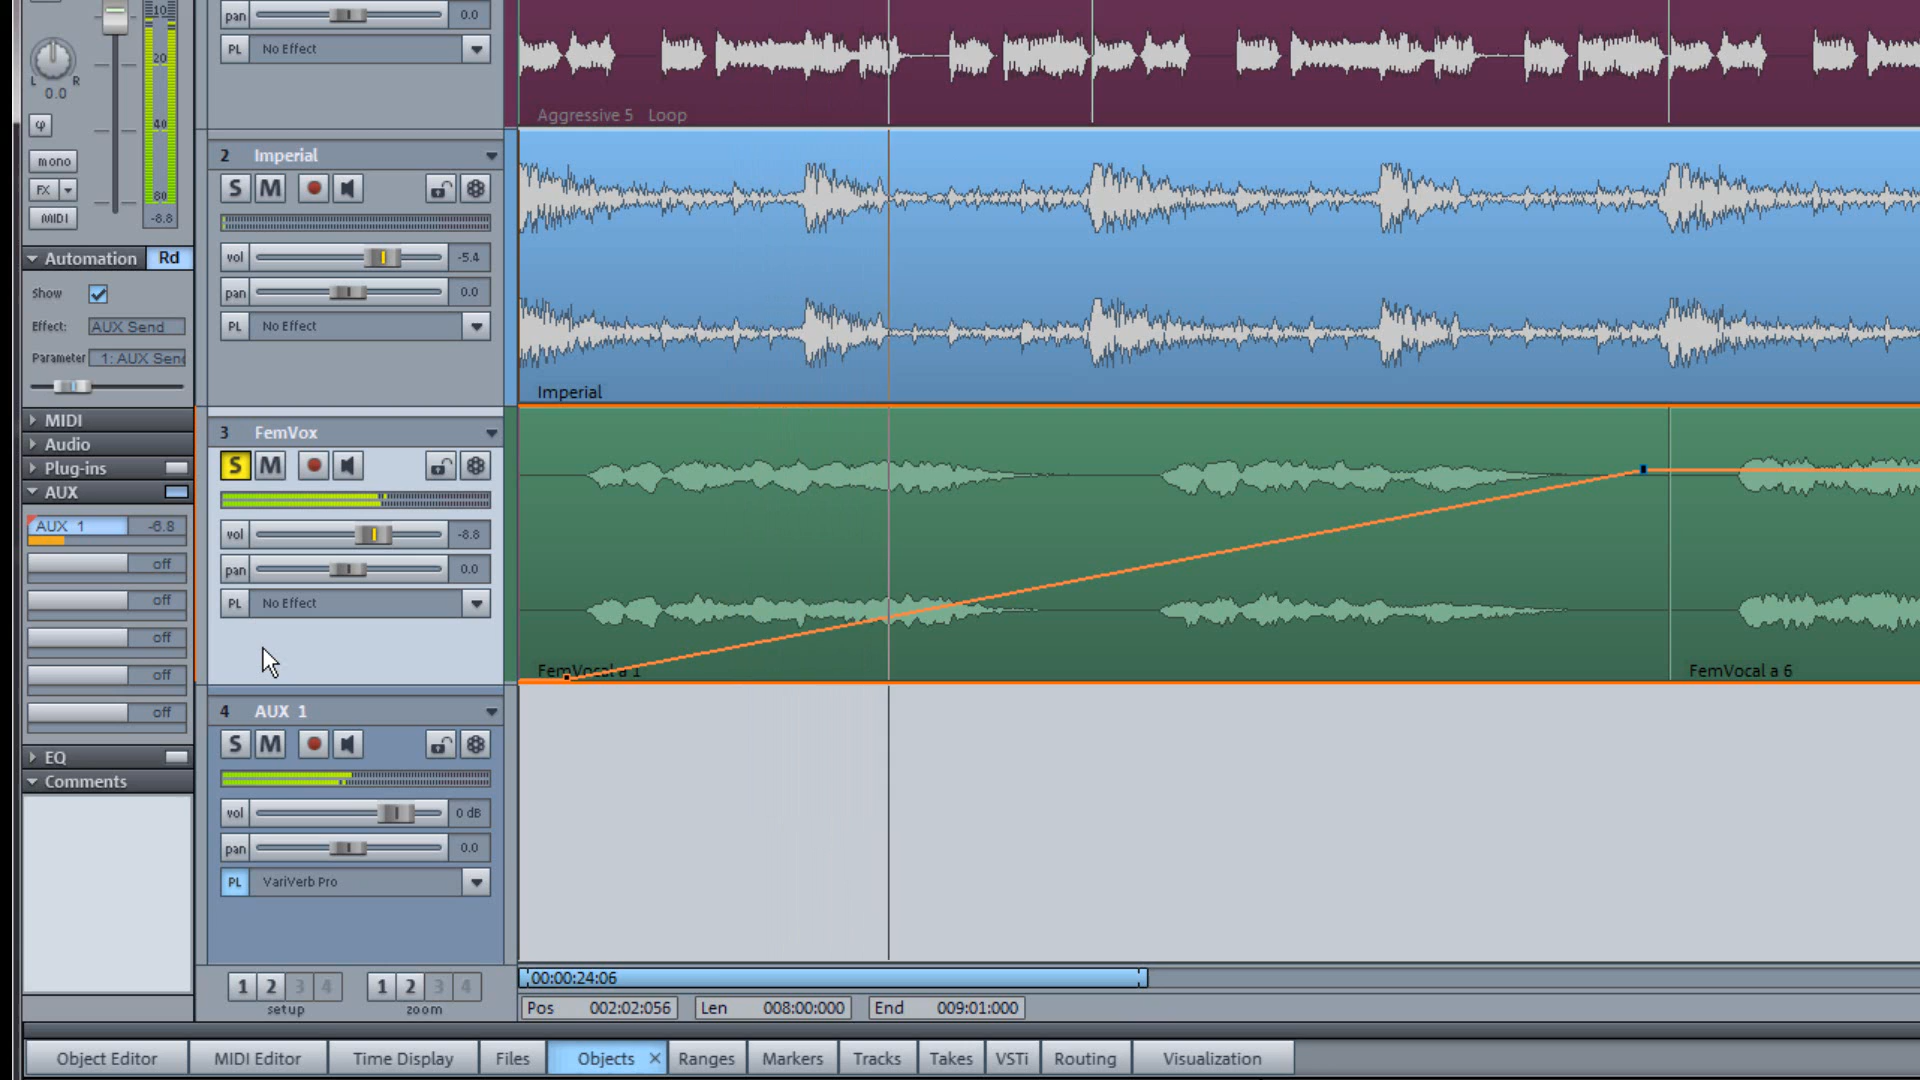 10
20
40
80
-8.8
L
R
0.0
φ
mono
FX
MIDI
Automation Rd
Show
Effect: AUX Send
Parameter 1: AUX Send
MIDI
Audio
Plug-ins
AUX
AUX 1 -6.8
off
off
off
off
off
EQ
Comments
pan 0.0
PL No Effect
2 Imperial
S M
vol -5.4
pan 0.0
PL No Effect
3 FemVox
S M
vol -8.8
pan 0.0
PL No Effect
4 AUX 1
S M
vol 0 dB
pan 0.0
PL VariVerb Pro
1 2 3 4 1 2 3 4
setup zoom
Aggressive 5 Loop
Imperial
FemVocal a 1
FemVocal a 6
00:00:24:06
Pos 002:02:056 Len 008:00:000 End 009:01:000
Object Editor MIDI Editor Time Display Files Objects × Ranges Markers Tracks Takes VSTi Routing Visualization